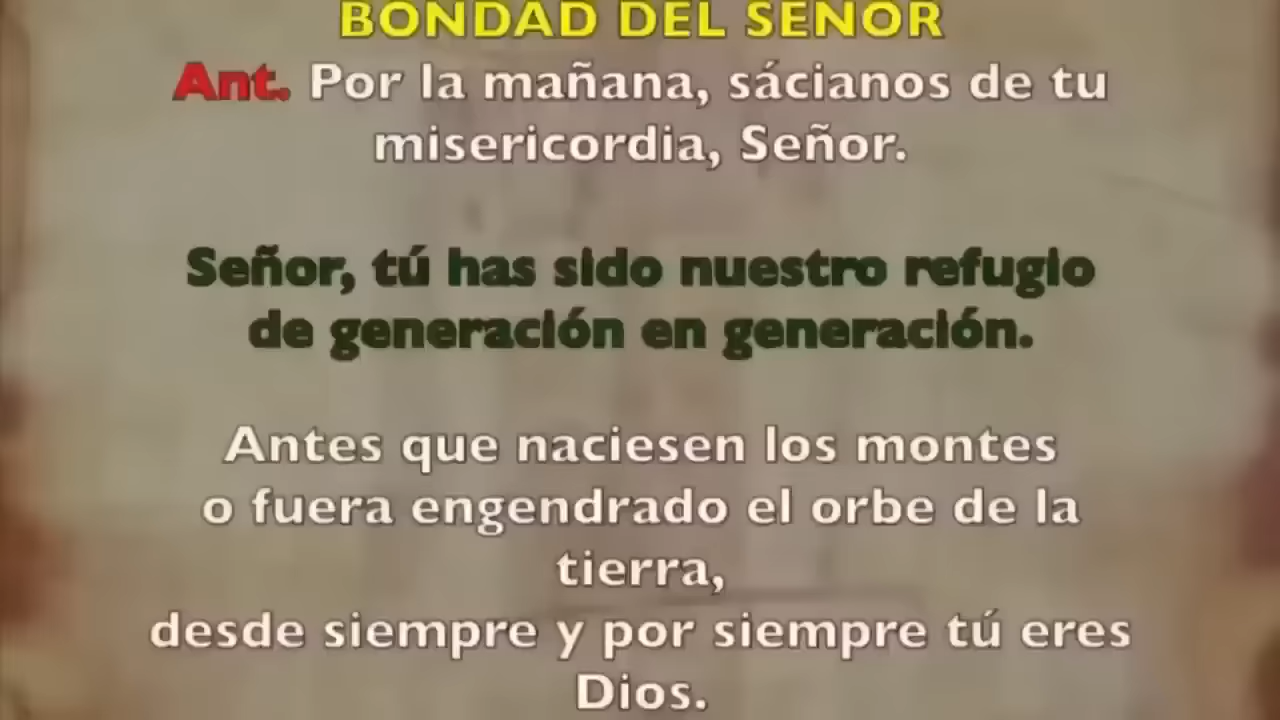 BONDAD DEL SEÑOR
Ant. Por la mañana, sácianos de tu
misericordia, Señor.
Señor, tú has sido nuestro refugio
de generación en generación.
Antes que naciesen los montes
o fuera engendrado el orbe de la
tierra,
desde siempre y por siempre tú eres
Dios.